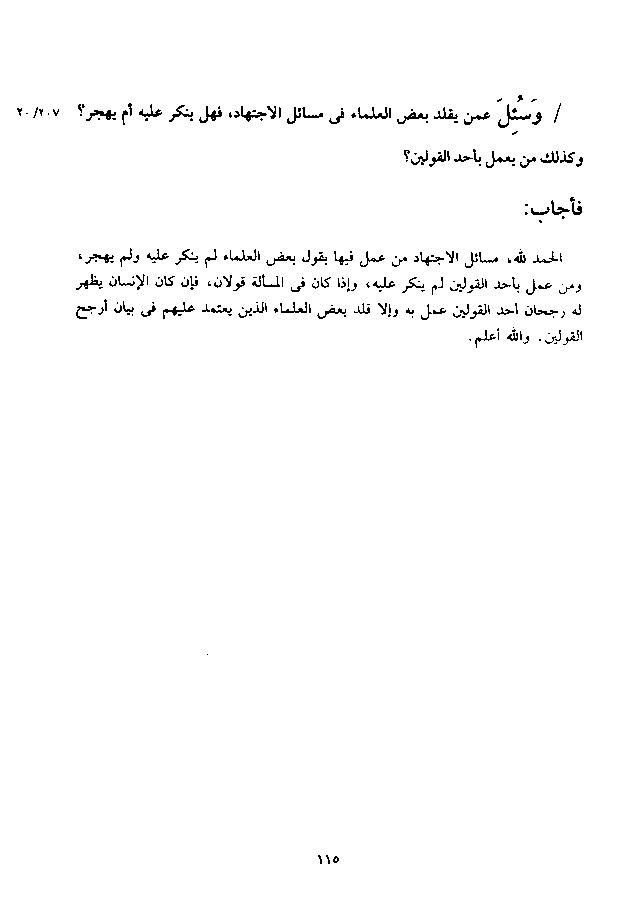 / وَسُئِلَ عمن يقلد بعض العلماء فى مسائل الاجتهاد، فهل ينكر عليه أم يهجر؟ ٢٠/٢٠٧
وكذلك من يعمل بأحد القولين؟
فأجاب:
الحمد لله، مسائل الاجتهاد من عمل فيها بقول بعض العلماء لم ينكر عليه ولم يهجر،
ومن عمل بأحد القولين لم ينكر عليه، وإذا كان فى المسألة قولان، فإن كان الإنسان يظهر
له رجحان أحد القولين عمل به وإلا قلد بعض العلماء الذين يعتمد عليهم فى بيان أرجح
القولين. والله أعلم.
١١٥